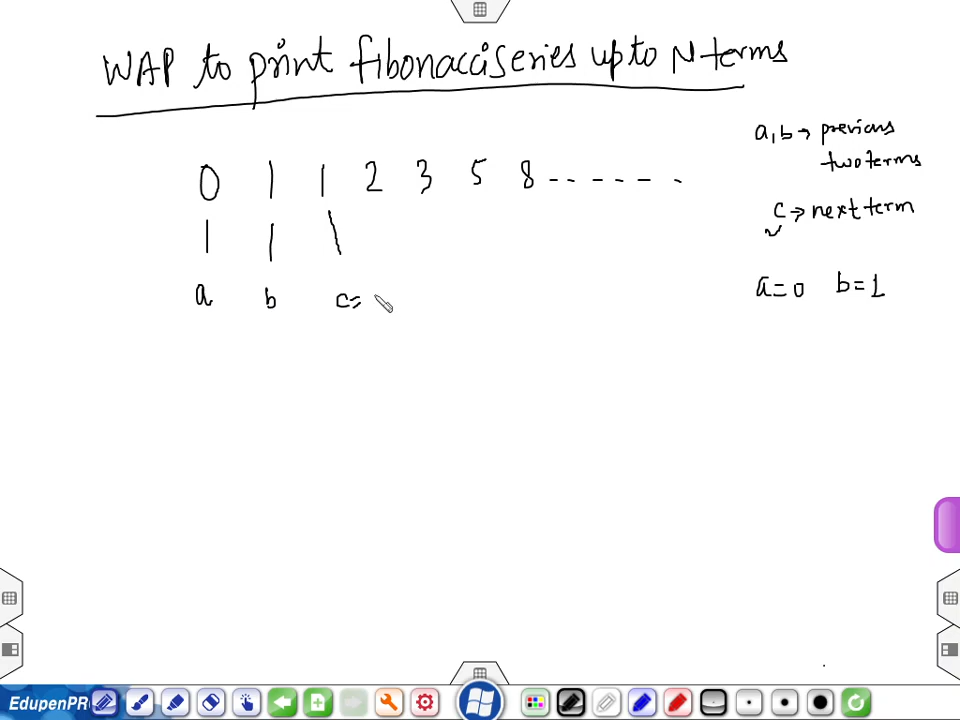 WAP to print fibonacciseries upto N terms
a,b→ previous
two terms
0 1 1 2 3 5 8 -- -- -- - .
c → next term
a b c=
a=0 b=1
EdupenPR